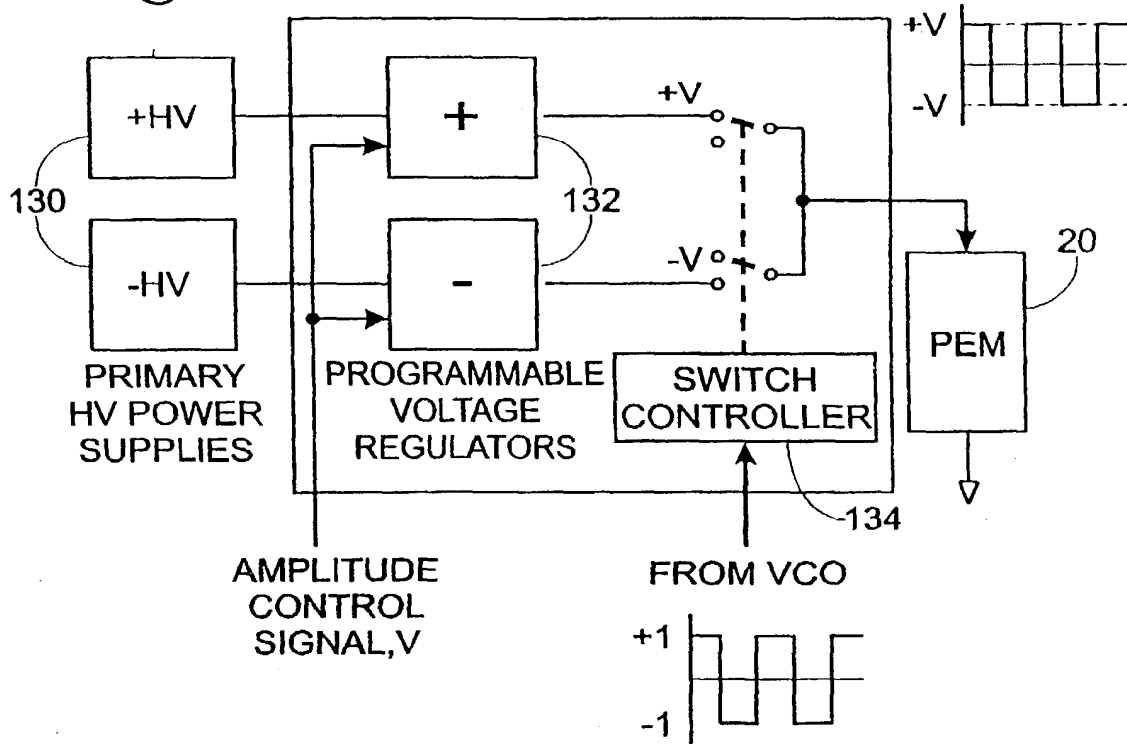 +V
-V
+HV
+
+V
130
132
-HV
-
-V
20
PEM
PRIMARY
HV POWER
SUPPLIES
PROGRAMMABLE
VOLTAGE
REGULATORS
SWITCH
CONTROLLER
134
AMPLITUDE
CONTROL
SIGNAL,V
FROM VCO
+1
-1